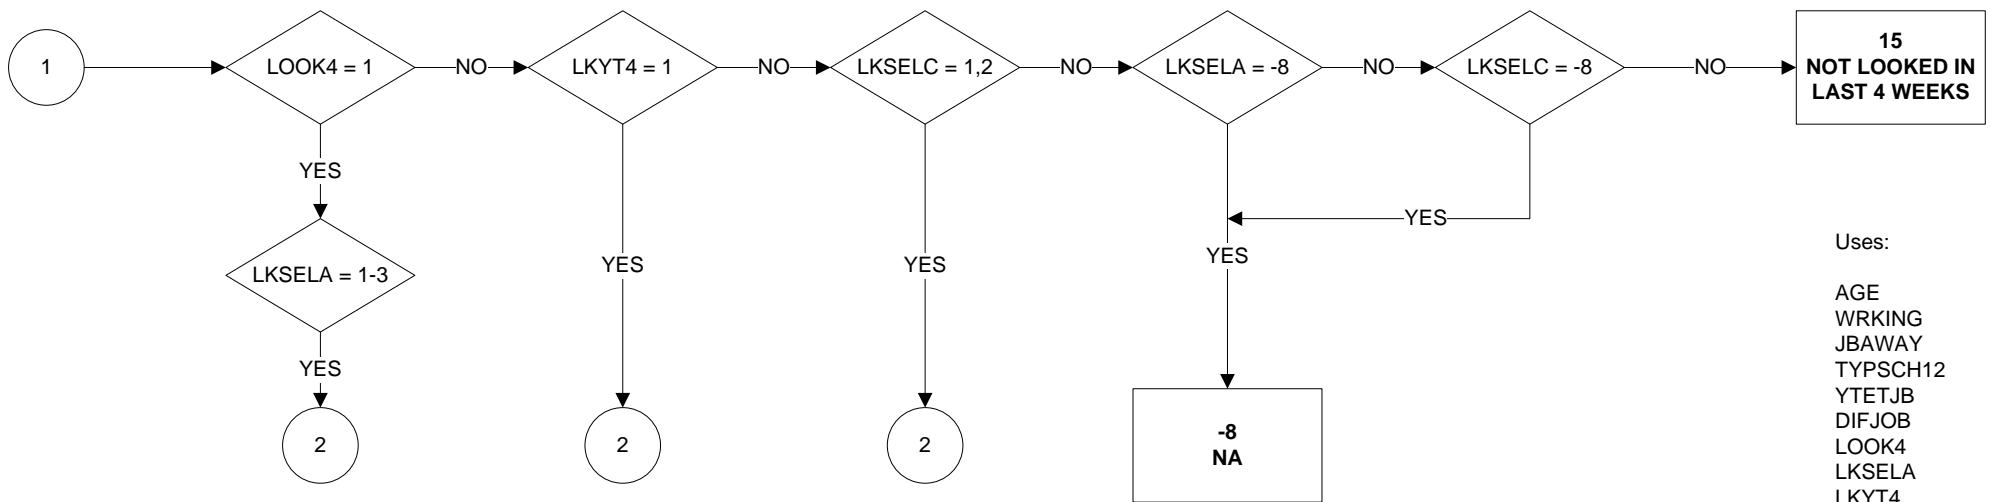 1
LOOK4 = 1
NO
LKYT4 = 1
NO
LKSELC = 1,2
NO
LKSELA = -8
NO
LKSELC = -8
NO
15
NOT LOOKED IN
LAST 4 WEEKS
YES
LKSELA = 1-3
YES
2
YES
2
YES
2
YES
YES
-8
NA
Uses:
AGE
WRKING
JBAWAY
TYPSCH12
YTETJB
DIFJOB
LOOK4
LKSELA
LKYT4